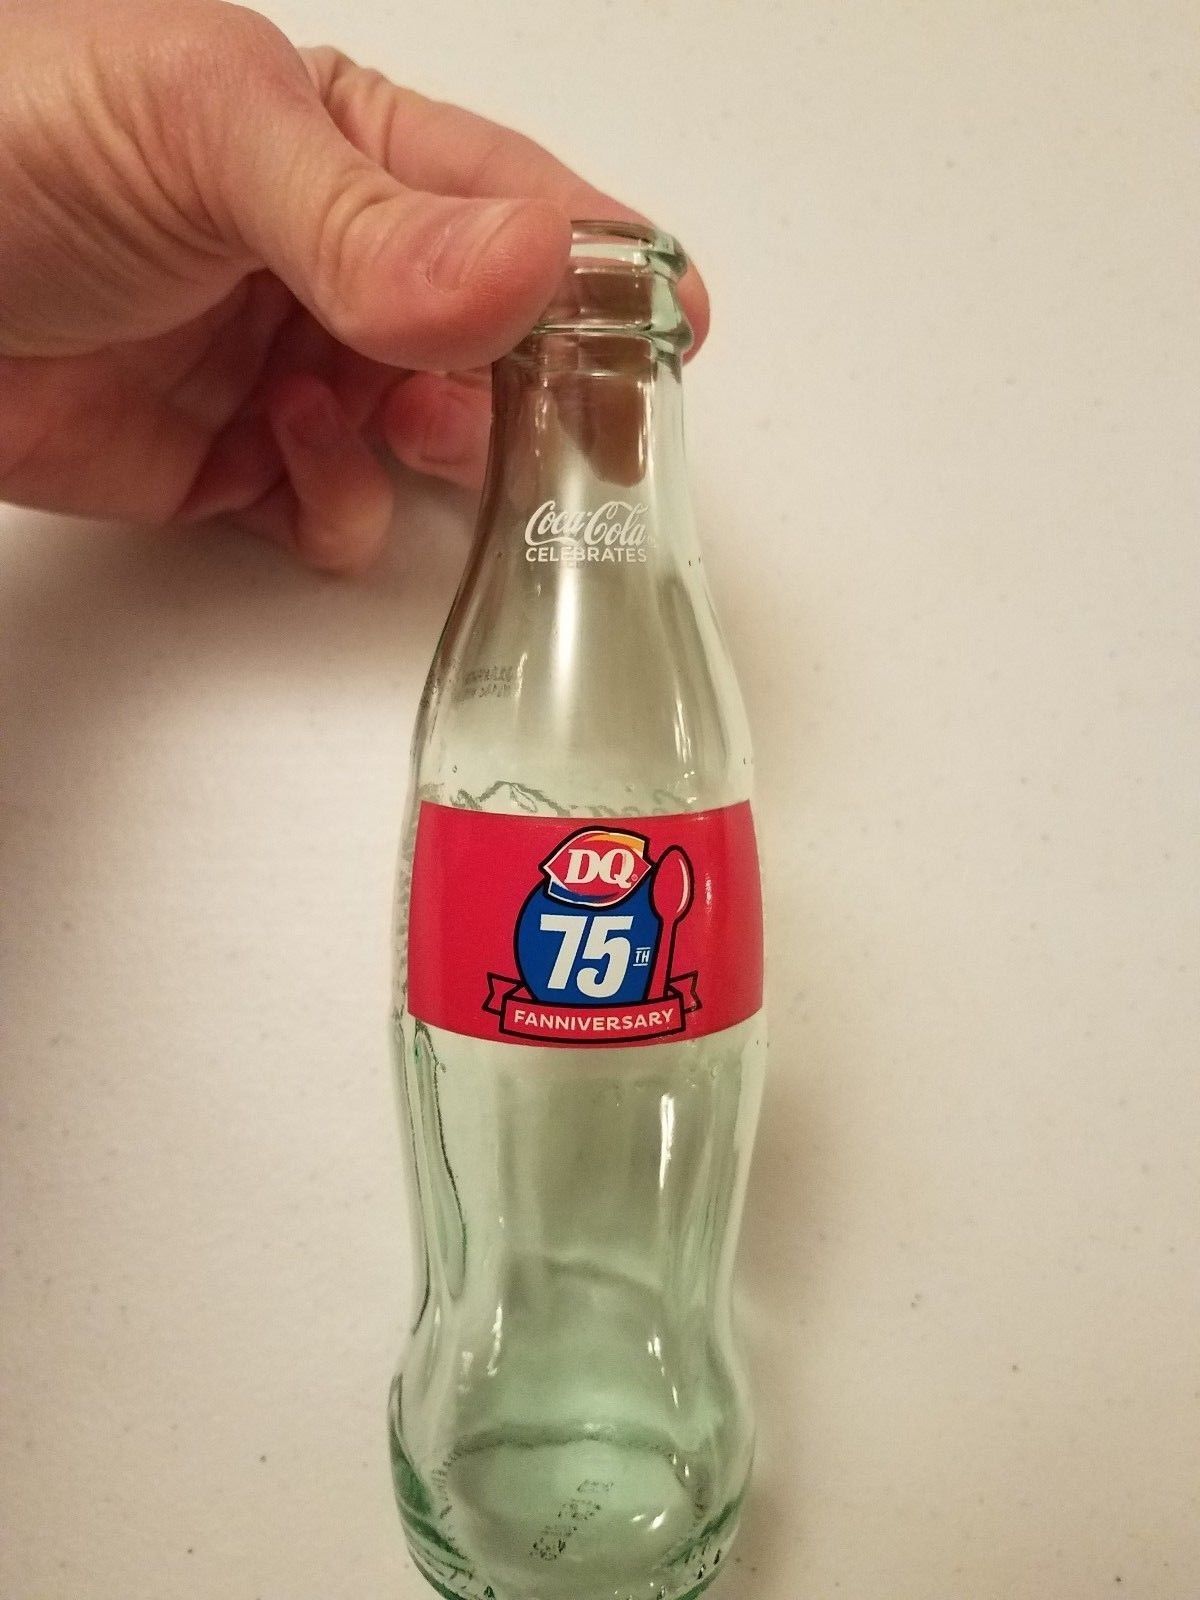 Coca-Cola
CELEBRATES
DQ®
75TH
FANNIVERSARY